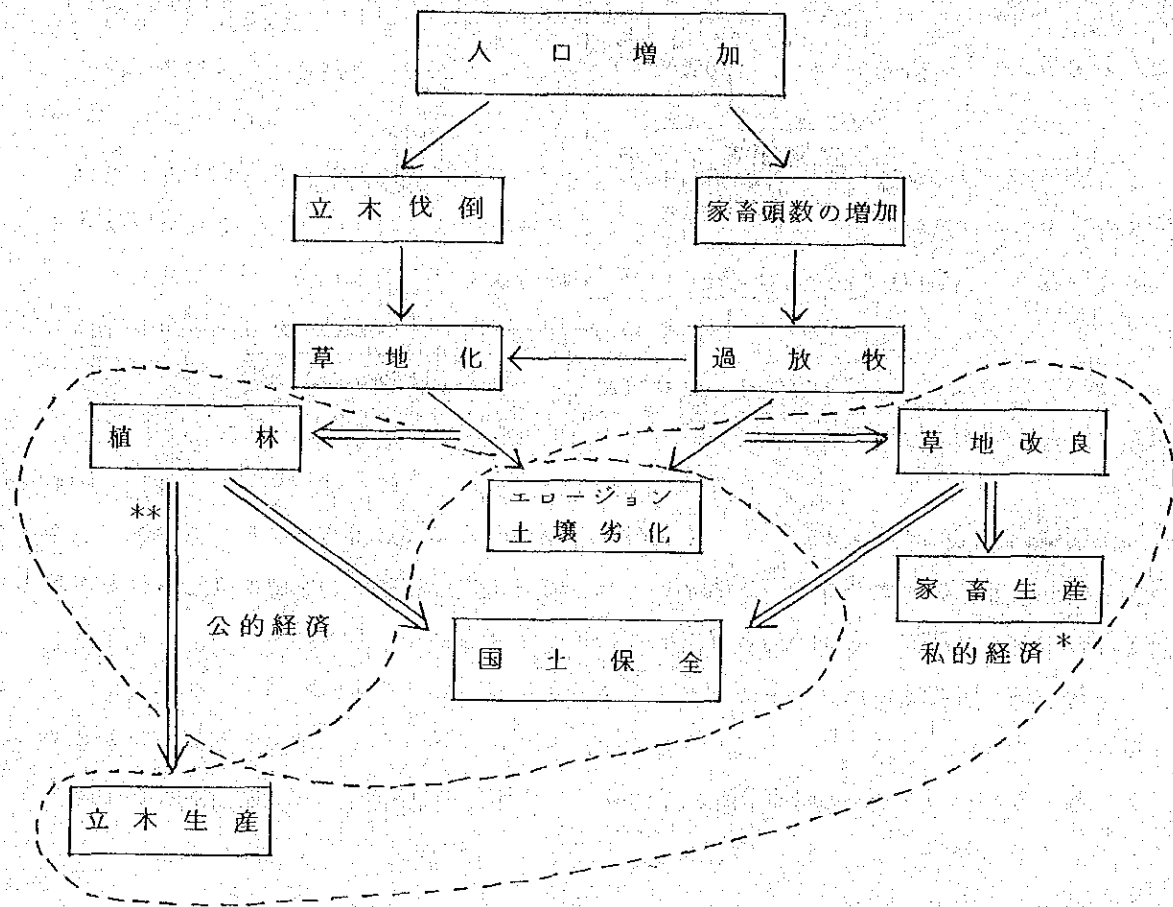 人口増加
立木伐倒
家畜頭数の増加
草地化
過放牧
植林
草地改良
エロージョン
土壌劣化
**
家畜生産
公的経済
国土保全
私的経済*
立木生産